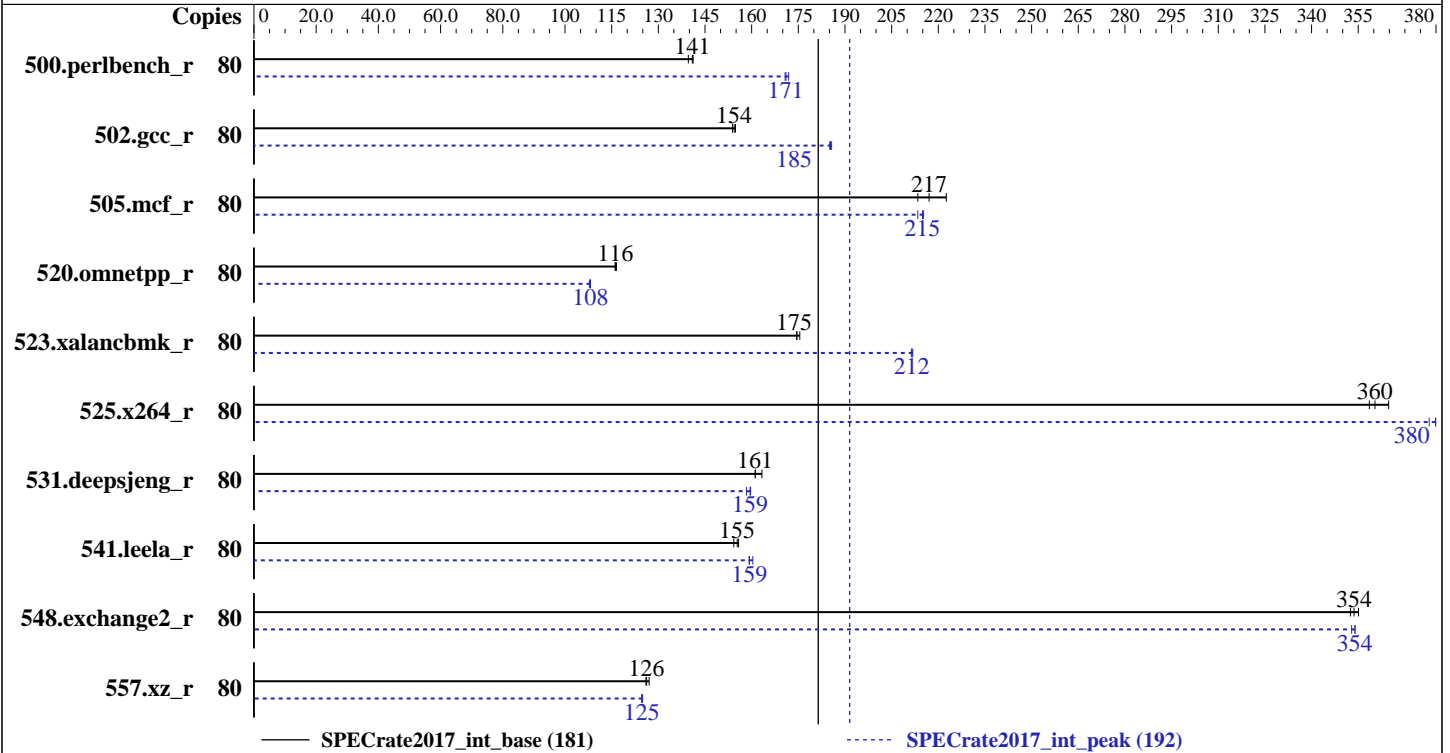 Copies 0 20.0 40.0 60.0 80.0 100 115 130 145 160 175 190 205 220 235 250 265 280 295 310 325 340 355 380
500.perlbench_r 80 141
171
502.gcc_r 80 154
185
505.mcf_r 80 217
215
520.omnetpp_r 80 116
108
523.xalancbmk_r 80 175
212
525.x264_r 80 360
380
531.deepsjeng_r 80 161
159
541.leela_r 80 155
159
548.exchange2_r 80 354
354
557.xz_r 80 126
125
SPECrate2017_int_base (181) SPECrate2017_int_peak (192)